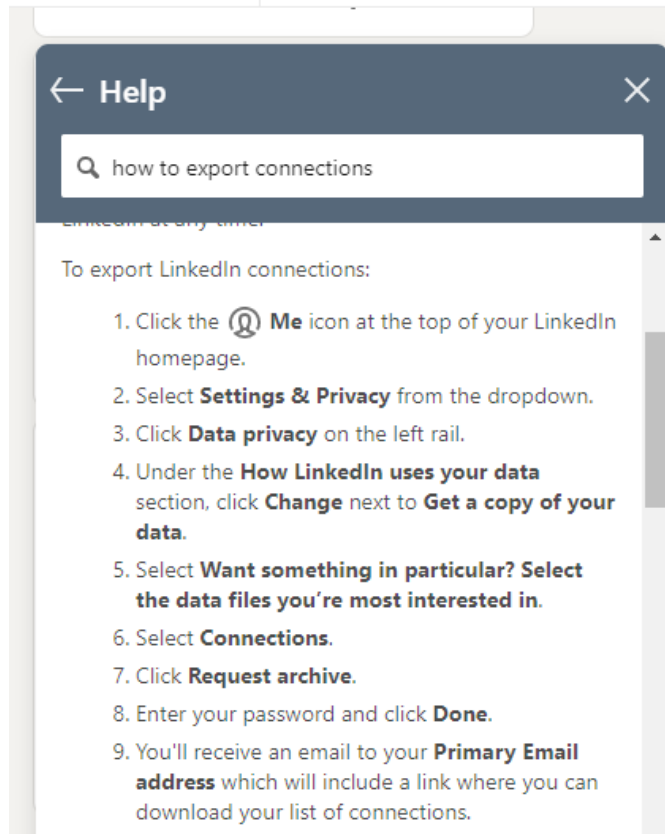 Help
how to export connections
LinkedIn at any time.
To export LinkedIn connections:
1. Click the Me icon at the top of your LinkedIn
homepage.
2. Select Settings & Privacy from the dropdown.
3. Click Data privacy on the left rail.
4. Under the How LinkedIn uses your data
section, click Change next to Get a copy of your
data.
5. Select Want something in particular? Select
the data files you’re most interested in.
6. Select Connections.
7. Click Request archive.
8. Enter your password and click Done.
9. You'll receive an email to your Primary Email
address which will include a link where you can
download your list of connections.